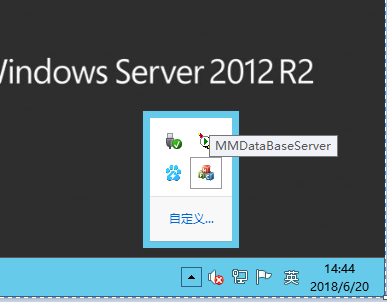 Windows Server 2012 R2
MMDataBaseServer
自定义...
英
14:44
2018/6/20